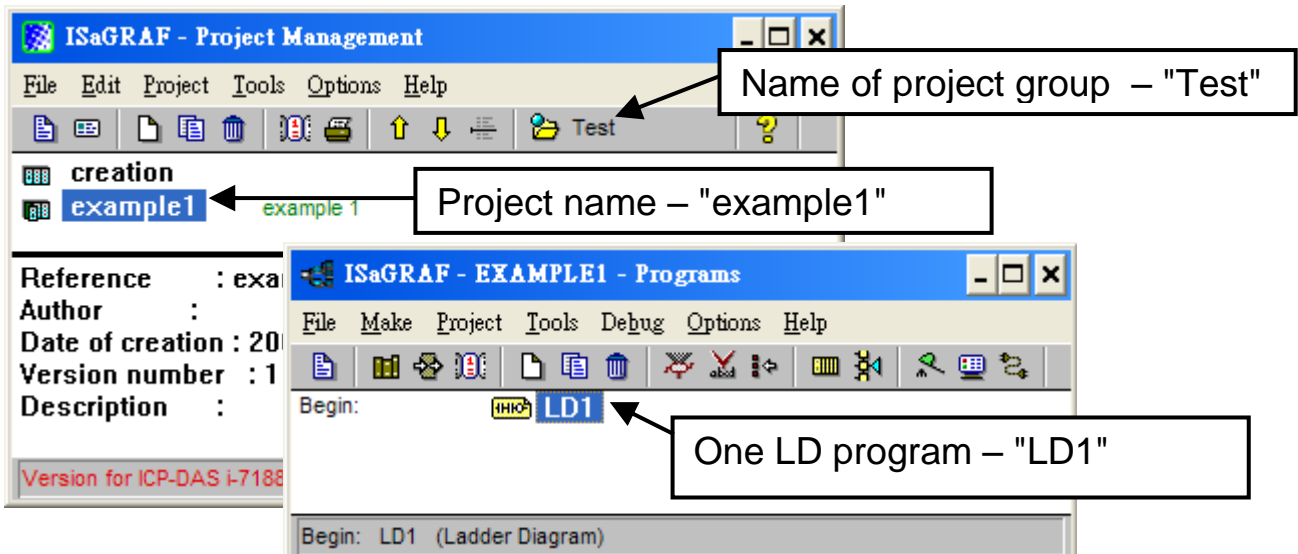 ISaGRAF - Project Management
File Edit Project Tools Options Help
Test
Name of project group – "Test"
creation
example1 example 1
Project name – "example1"
Reference : exa
Author :
Date of creation : 20
Version number : 1
Description :
Version for ICP-DAS i-7188
ISaGRAF - EXAMPLE1 - Programs
File Make Project Tools Debug Options Help
Begin: LD1
One LD program – "LD1"
Begin: LD1 (Ladder Diagram)